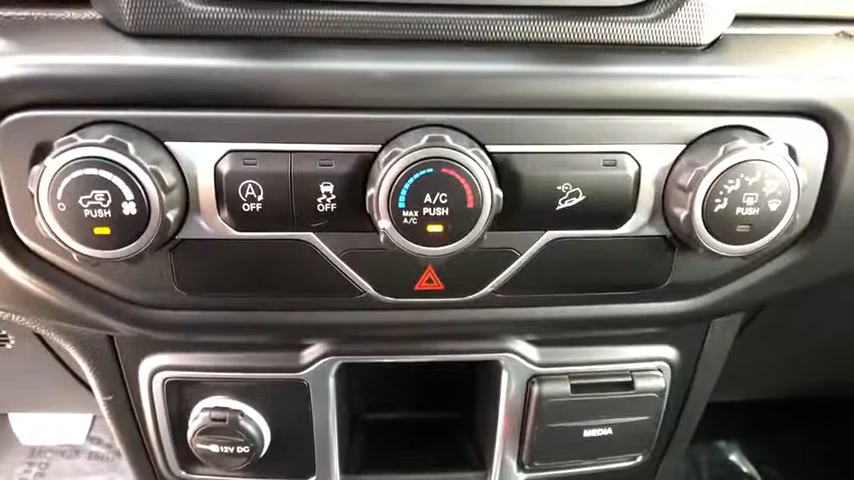 PUSH
A
OFF
OFF
A/C
PUSH
MAX
A/C
PUSH
12V DC
MEDIA